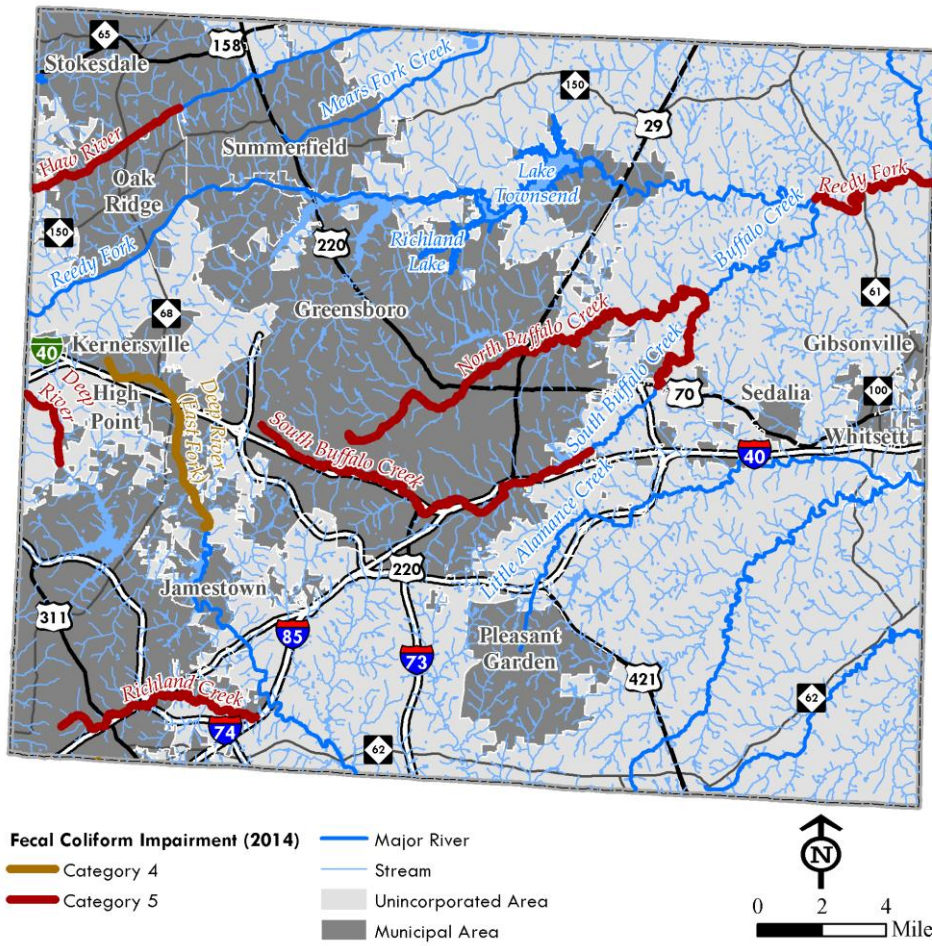 65
158
Stokesdale
Mears Fork Creek
150
29
Haw River
Summerfield
Oak
Ridge
Lake
Townsend
Reedy Fork
150
Reedy Fork
220
Richland
Lake
Buffalo Creek
68
61
Greensboro
North Buffalo Creek
40
Kernersville
Gibsonville
Deep
River
High
Point
Deep River
(East Fork)
South Buffalo Creek
70
Sedalia
100
South Buffalo Creek
Whitsett
40
Little Alamance Creek
220
Jamestown
311
85
73
Pleasant
Garden
421
Richland Creek
62
74
62
Fecal Coliform Impairment (2014)
Category 4
Category 5
Major River
Stream
Unincorporated Area
Municipal Area
N
0 2 4
Mile